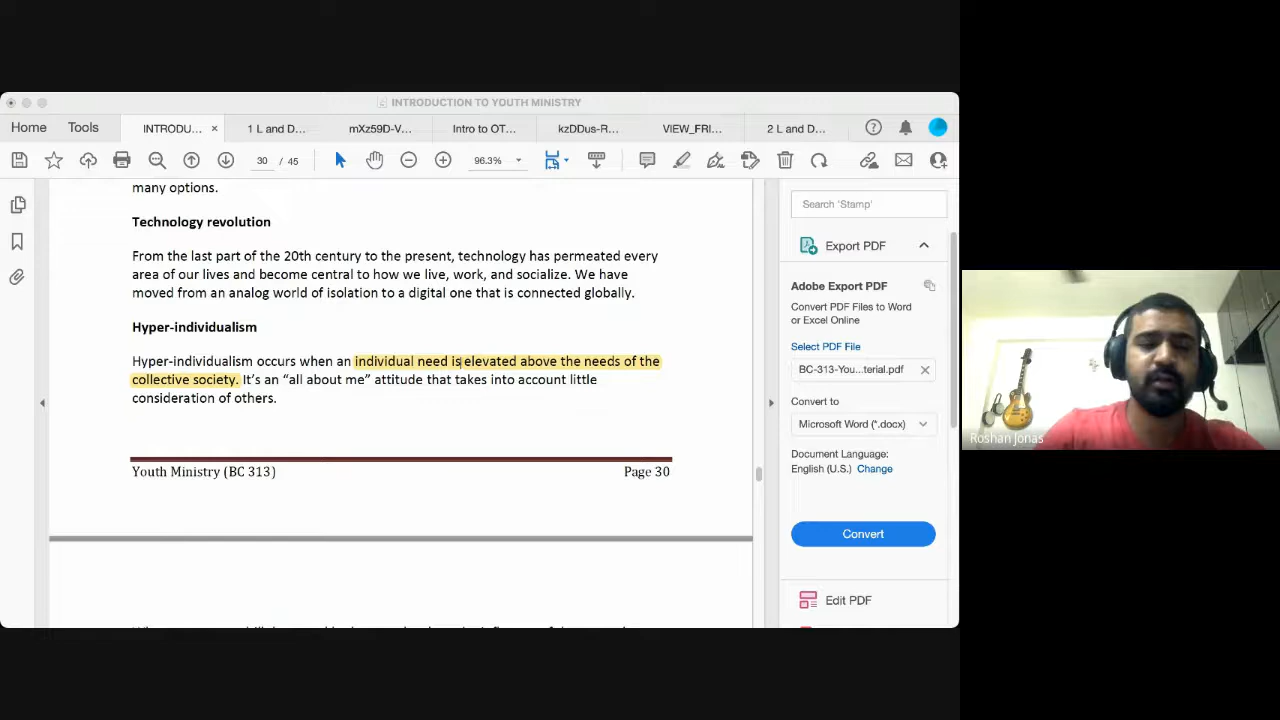 INTRODUCTION TO YOUTH MINISTRY
Home
Tools
INTRODU...
1 L and D...
mXz59D-V...
Intro to OT...
kzDDus-R...
VIEW_FRI...
2 L and D...
30 / 45
96.3%
many options.
Technology revolution
From the last part of the 20th century to the present, technology has permeated every
area of our lives and become central to how we live, work, and socialize. We have
moved from an analog world of isolation to a digital one that is connected globally.
Hyper-individualism
Hyper-individualism occurs when an individual need is elevated above the needs of the
collective society. It's an “all about me” attitude that takes into account little
consideration of others.
Youth Ministry (BC 313)
Page 30
Search 'Stamp'
Export PDF
Adobe Export PDF
Convert PDF Files to Word
or Excel Online
Select PDF File
BC-313-You...terial.pdf
Convert to
Microsoft Word (*.docx)
Document Language:
English (U.S.) Change
Convert
Edit PDF
Roshan Jonas